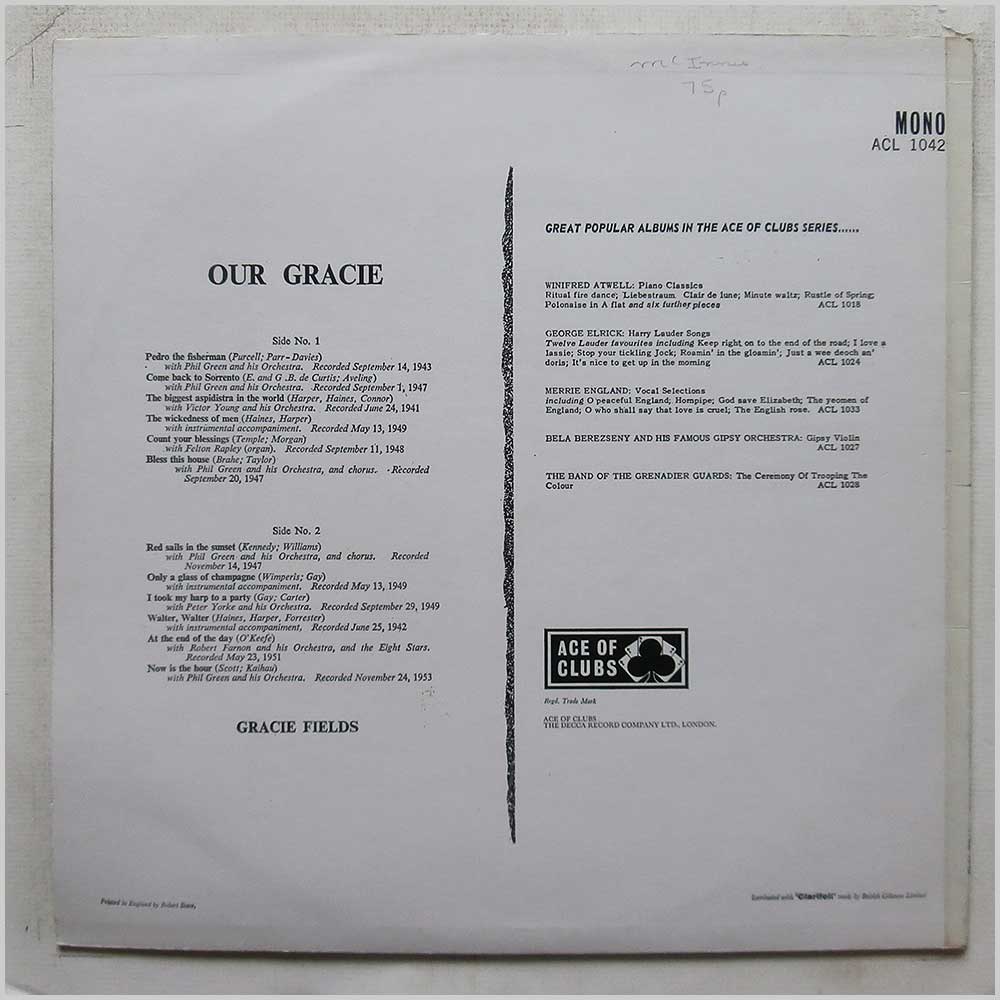 75p
MONO
ACL 1042
OUR GRACIE
Side No. 1
Pedro the fisherman (Purcell; Parr-Davies)
with Phil Green and his Orchestra. Recorded September 14, 1943
Come back to Sorrento (E. and G .B. de Curtis; Aveling)
with Phil Green and his Orchestra. Recorded September 1, 1947
The biggest aspidistra in the world (Harper, Haines, Connor)
with Victor Young and his Orchestra. Recorded June 24, 1941
The wickedness of men (Haines, Harper)
with instrumental accompaniment. Recorded May 13, 1949
Count your blessings (Temple; Morgan)
with Felton Rapley (organ). Recorded September 11, 1948
Bless this house (Brahe; Taylor)
with Phil Green and his Orchestra, and chorus. Recorded
September 20, 1947
Side No. 2
Red sails in the sunset (Kennedy; Williams)
with Phil Green and his Orchestra, and chorus. Recorded
November 14, 1947
Only a glass of champagne (Wimperis; Gay)
with instrumental accompaniment. Recorded May 13, 1949
I took my harp to a party (Gay; Carter)
with Peter Yorke and his Orchestra. Recorded September 29, 1949
Walter, Walter (Haines, Harper, Forrester)
with instrumental accompaniment, Recorded June 25, 1942
At the end of the day (O'Keefe)
with Robert Farnon and his Orchestra, and the Eight Stars.
Recorded May 23, 1951
Now is the hour (Scott; Kaihau)
with Phil Green and his Orchestra. Recorded November 24, 1953
GRACIE FIELDS
GREAT POPULAR ALBUMS IN THE ACE OF CLUBS SERIES......
WINIFRED ATWELL: Piano Classics
Ritual fire dance; Liebestraum Clair de lune; Minute waltz; Rustle of Spring;
Polonaise in A flat and six further pieces ACL 1018
GEORGE ELRICK: Harry Lauder Songs
Twelve Lauder favourites including Keep right on to the end of the road; I love a
lassie; Stop your tickling Jock; Roamin' in the gloamin'; Just a wee deoch an'
doris; It's nice to get up in the morning ACL 1024
MERRIE ENGLAND: Vocal Selections
including O peaceful England; Hornpipe; God save Elizabeth; The yeomen of
England; O who shall say that love is cruel; The English rose. ACL 1033
BELA BEREZSENY AND HIS FAMOUS GIPSY ORCHESTRA: Gipsy Violin
ACL 1027
THE BAND OF THE GRENADIER GUARDS: The Ceremony Of Trooping The
Colour ACL 1028
ACE OF
CLUBS
Regd. Trade Mark
ACE OF CLUBS
THE DECCA RECORD COMPANY LTD., LONDON.
Printed in England by Robert Stace,
Laminated with "Clarifoil" made by British Celanese Limited